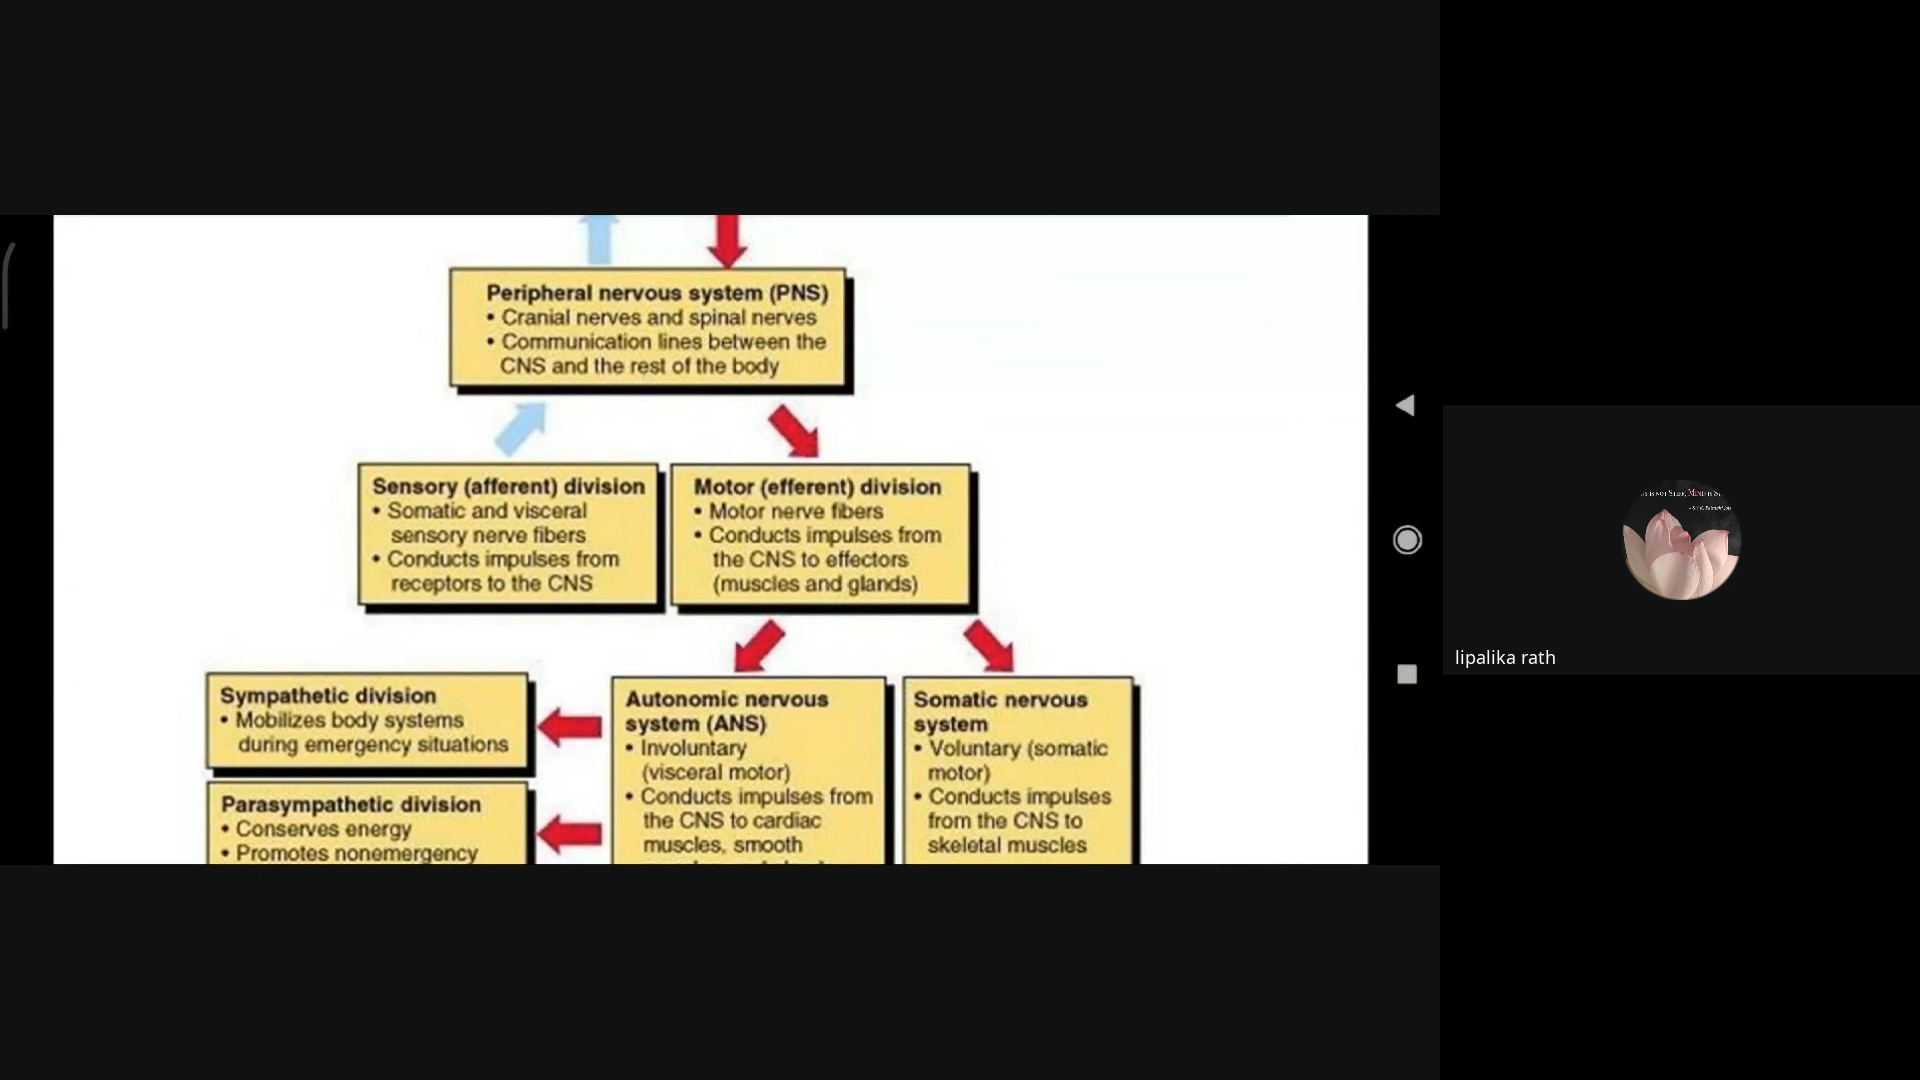 Peripheral nervous system (PNS)
• Cranial nerves and spinal nerves
• Communication lines between the
CNS and the rest of the body
Sensory (afferent) division
• Somatic and visceral
sensory nerve fibers
• Conducts impulses from
receptors to the CNS
Motor (efferent) division
• Motor nerve fibers
• Conducts impulses from
the CNS to effectors
(muscles and glands)
Sympathetic division
• Mobilizes body systems
during emergency situations
Parasympathetic division
• Conserves energy
• Promotes nonemergency
Autonomic nervous
system (ANS)
• Involuntary
(visceral motor)
• Conducts impulses from
the CNS to cardiac
muscles, smooth
Somatic nervous
system
• Voluntary (somatic
motor)
• Conducts impulses
from the CNS to
skeletal muscles
IS NOT
MIND IS
lipalika rath